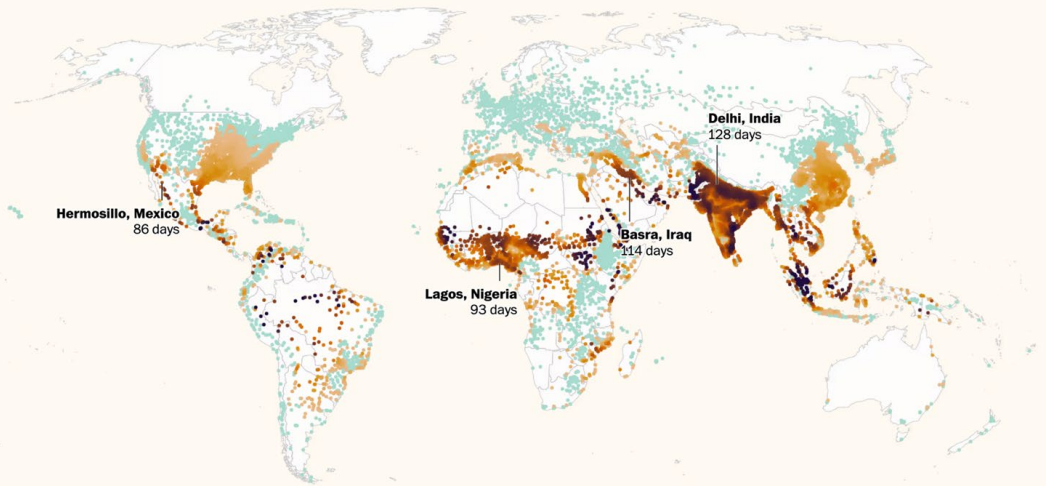 Delhi, India
128 days
Hermosillo, Mexico
86 days
Basra, Iraq
114 days
Lagos, Nigeria
93 days